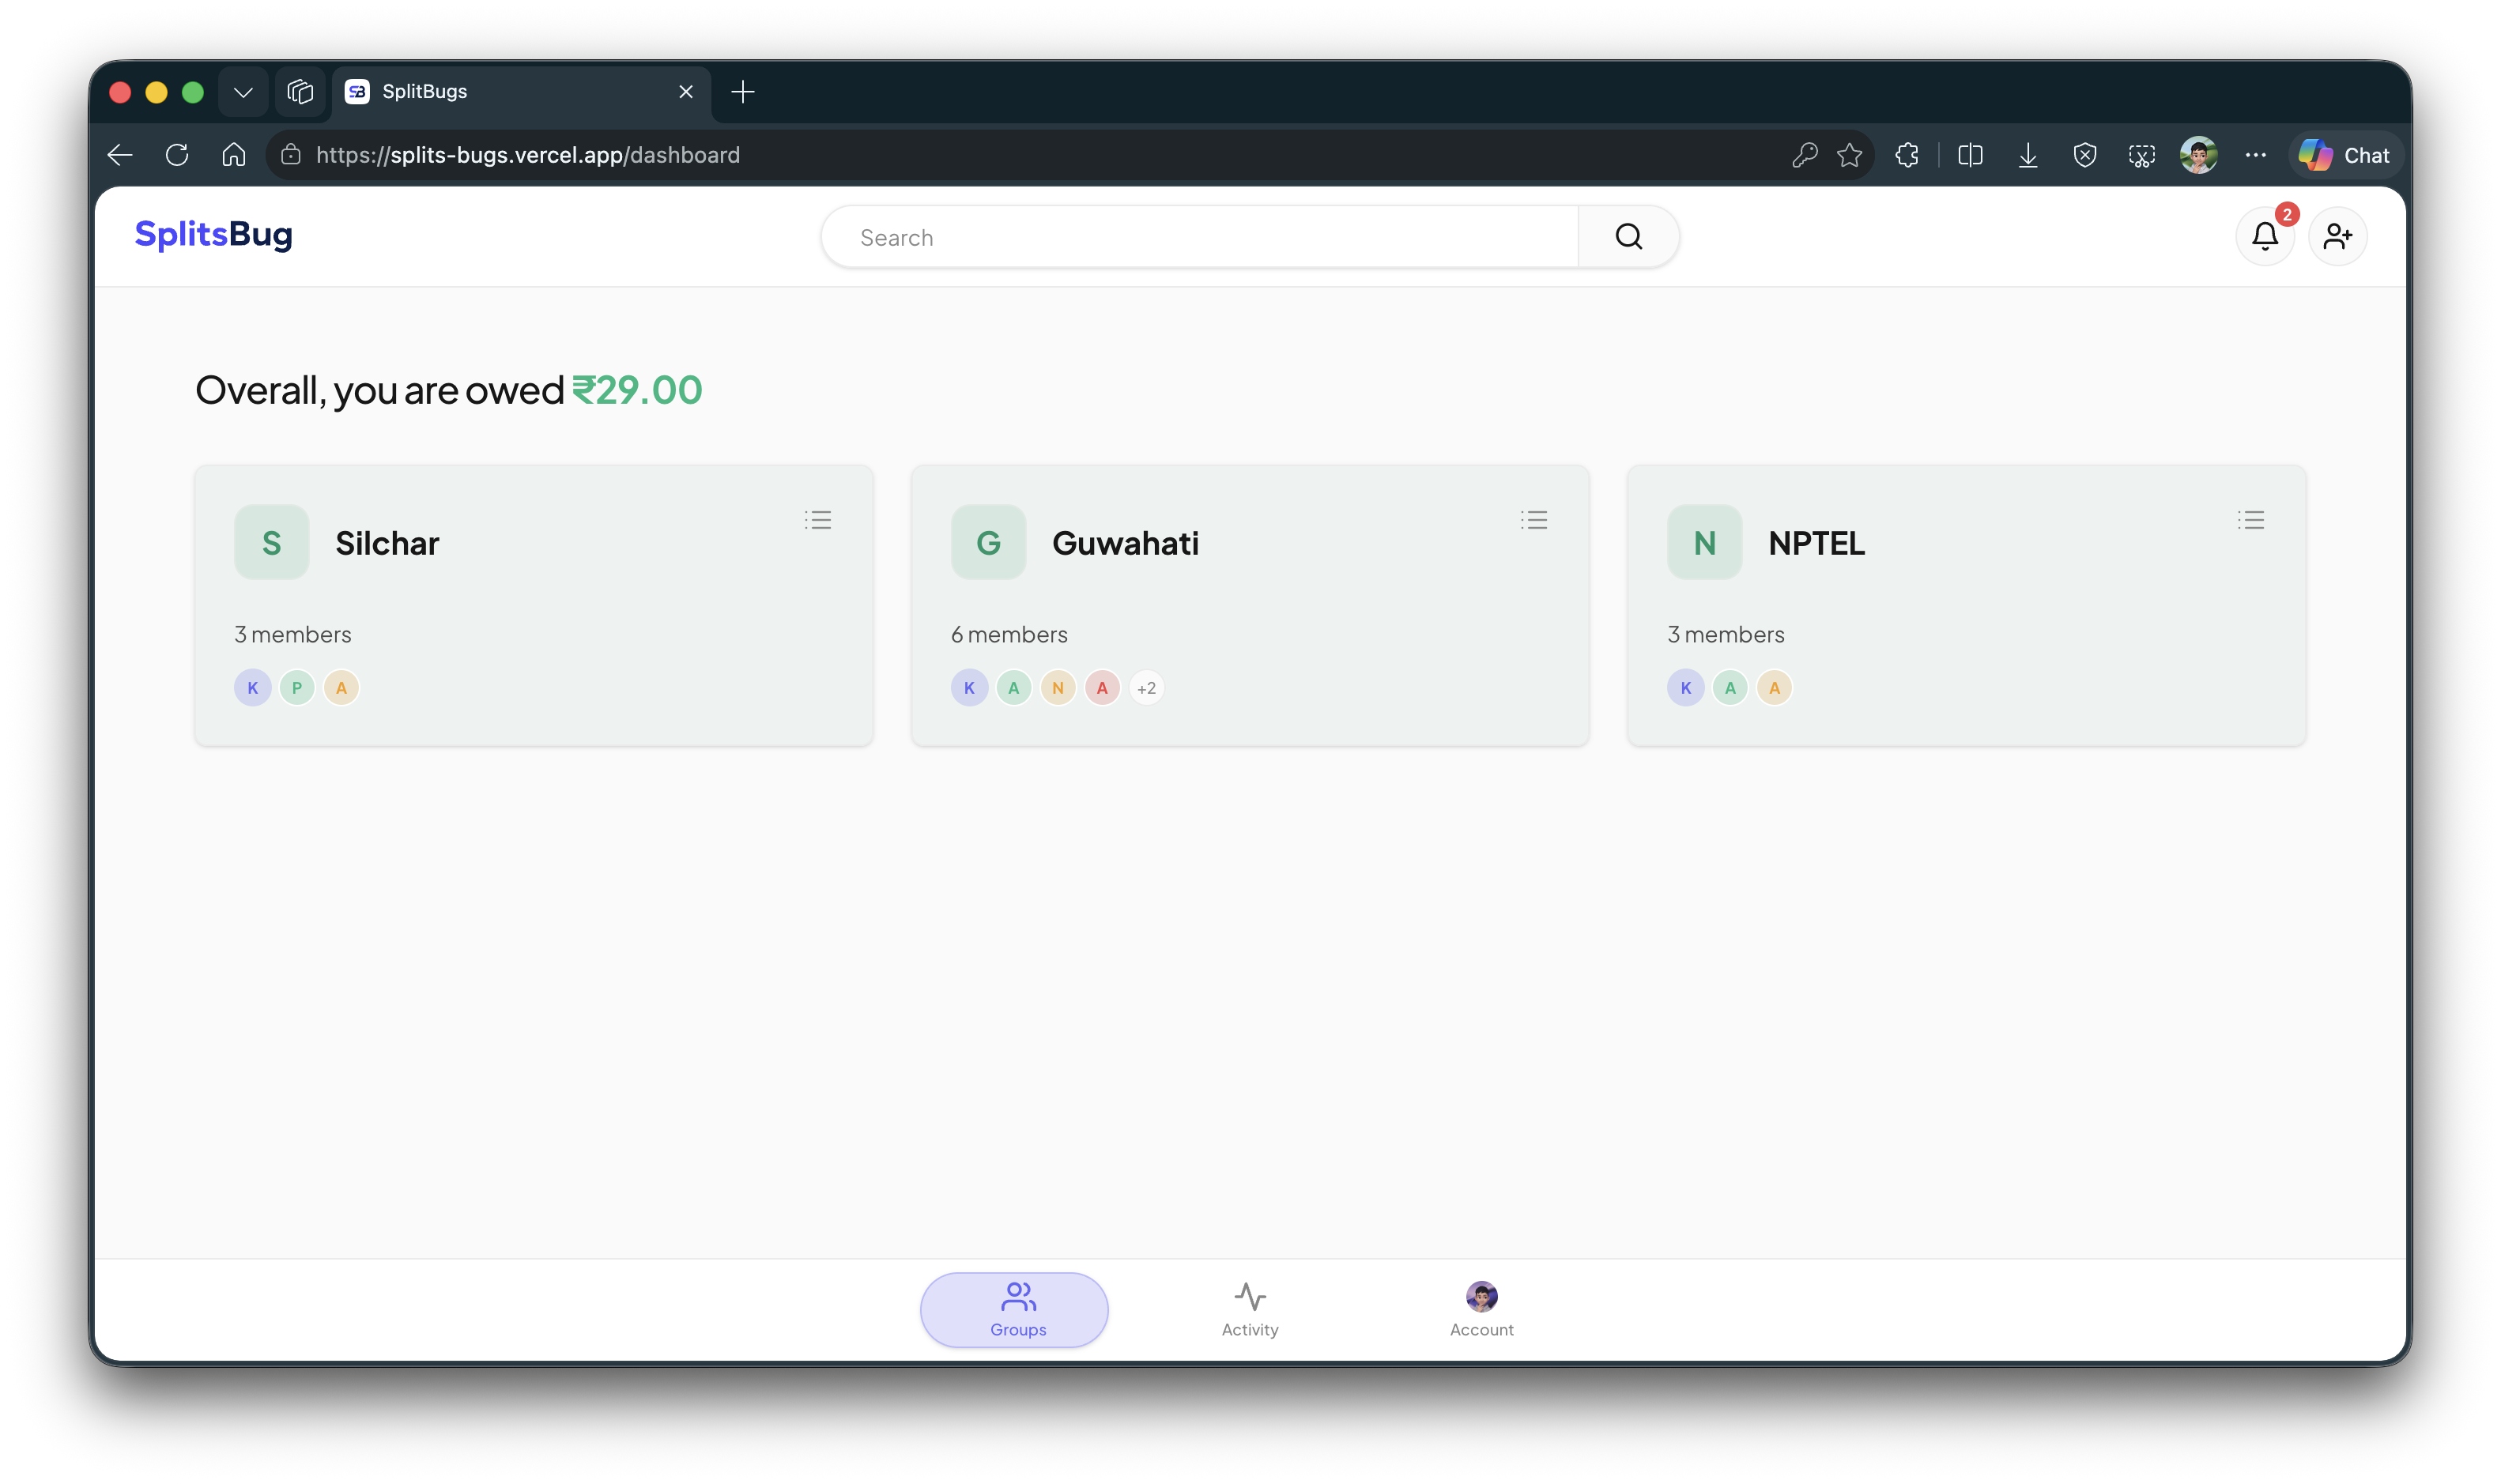 SplitBugs
https://splits-bugs.vercel.app/dashboard
Chat
SplitsBug
Search
2
Overall, you are owed ₹29.00
S
Silchar
3 members
K P A
G
Guwahati
6 members
K A N A +2
N
NPTEL
3 members
K A A
Groups
Activity
Account